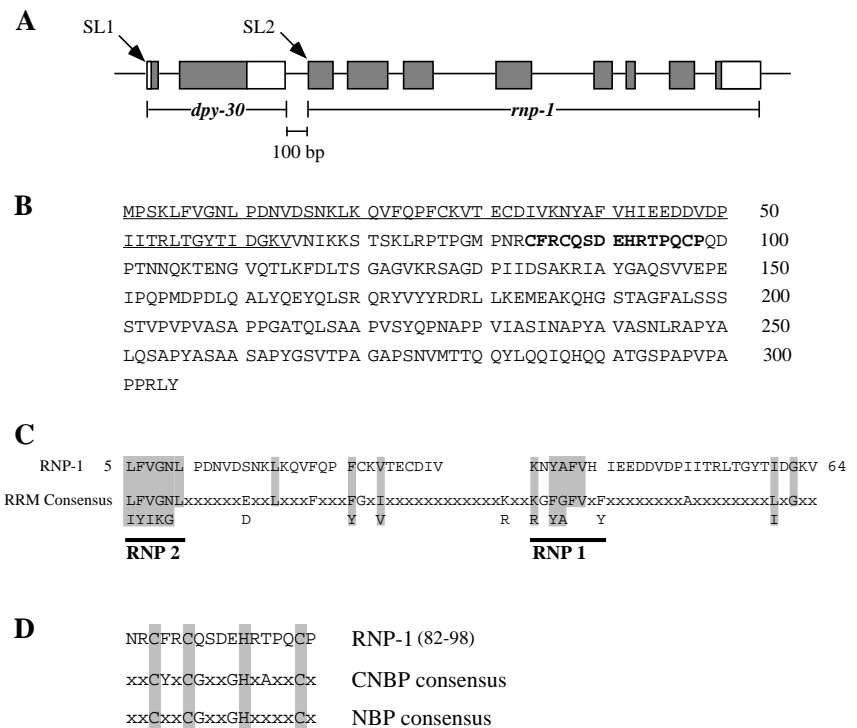 A
SL1
SL2
dpy-30
rnp-1
100 bp
B
MPSKLFVGNL PDNVDSNKLK QVFQPFCKVT ECDIVKNYAF VHIEEDDVDP 50
IITRLTGYTI DGKVVNIKKS TSKLRPTPGM PNRCFRCQSD EHRTPQCPQD 100
PTNNQKTENG VQTLKFDLTS GAGVKRSAGD PIIDSAKRIA YGAQSVVEPE 150
IPQPMDPDLQ ALYQEYQLSR QRYVYYRDRL LKEMEAKQHG STAGFALSSS 200
STVPVPVASA PPGATQLSAA PVSYQPNAPP VIASINAPYA VASNLRAPYA 250
LQSAPYASAA SAPYGSVTPA GAPSNVMTTQ QYLQQIQHQQ ATGSPAPVPA 300
PPRLY
C
RNP-1 5 LFVGNL PDNVDSNKLKQVFQP FCKVTECDIV KNYAFVH IEEDDVDPIITRLTGYTIDGKV 64
RRM Consensus LFVGNLxxxxxxExxLxxxFxxxFGxIxxxxxxxxxxxxKxxKGFGFVxFxxxxxxxxAxxxxxxxxLxGxx
IYIKG D Y V R R YA Y I
RNP 2 RNP 1
D
NRCFRCQSDEHRTPQCP RNP-1 (82-98)
xxCYxCGxxGHxAxxCx CNBP consensus
xxCxxCGxxGHxxxxCx NBP consensus